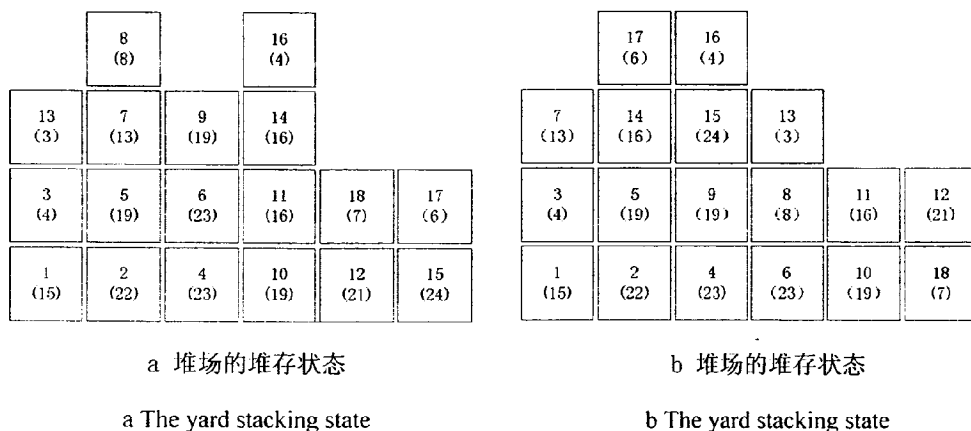 8 16
(8) (4)
13 7 9 14
(3) (13) (19) (16)
3 5 6 11 18 17
(4) (19) (23) (16) (7) (6)
1 2 4 10 12 15
(15) (22) (23) (19) (21) (24)
a 堆场的堆存状态
a The yard stacking state
17 16
(6) (4)
7 14 15 13
(13) (16) (24) (3)
3 5 9 8 11 12
(4) (19) (19) (8) (16) (21)
1 2 4 6 10 18
(15) (22) (23) (23) (19) (7)
b 堆场的堆存状态
b The yard stacking state